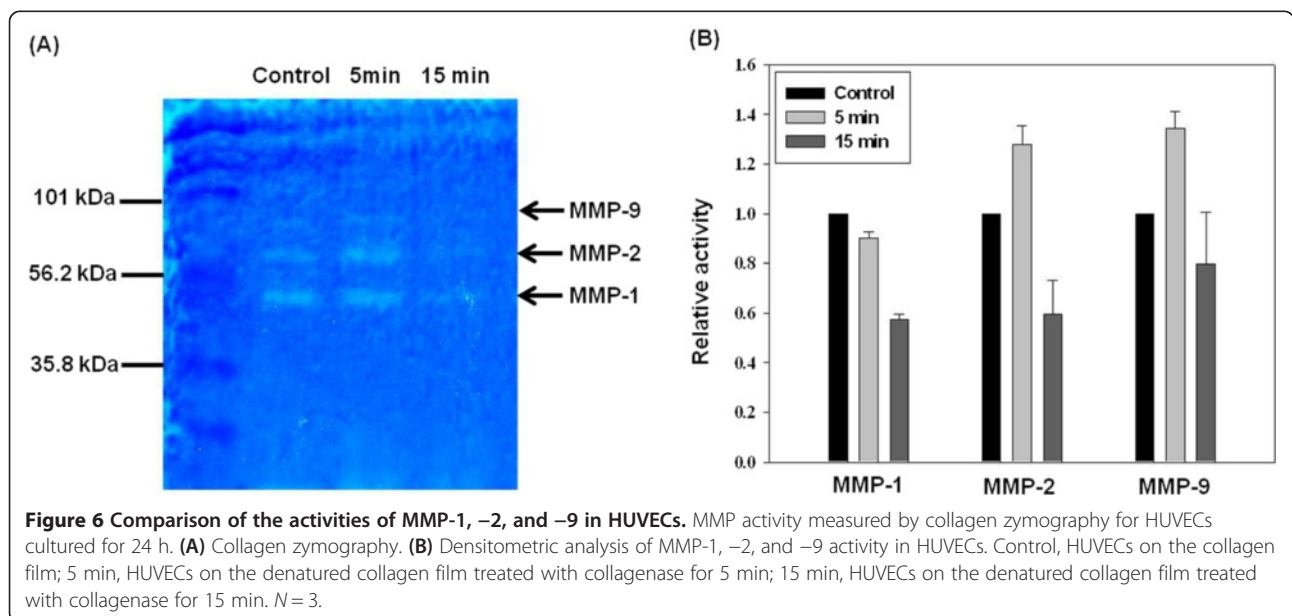 (A)
Control 5min 15 min
101 kDa
56.2 kDa
35.8 kDa
MMP-9
MMP-2
MMP-1
(B)
Relative activity
1.6
1.4
1.2
1.0
0.8
0.6
0.4
0.2
0.0
Control
5 min
15 min
MMP-1 MMP-2 MMP-9
Figure 6 Comparison of the activities of MMP-1, −2, and −9 in HUVECs. MMP activity measured by collagen zymography for HUVECs
cultured for 24 h. (A) Collagen zymography. (B) Densitometric analysis of MMP-1, −2, and −9 activity in HUVECs. Control, HUVECs on the collagen
film; 5 min, HUVECs on the denatured collagen film treated with collagenase for 5 min; 15 min, HUVECs on the denatured collagen film treated
with collagenase for 15 min. N = 3.